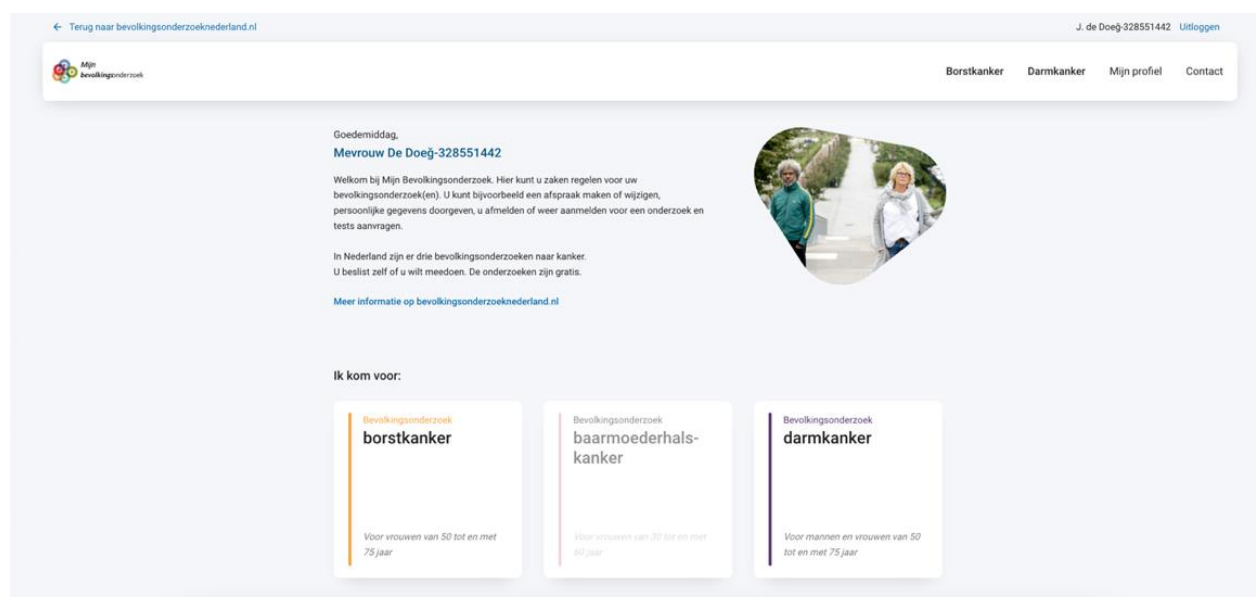 ← Terug naar bevolkingsonderzoeknederland.nl
J. de Doeğ-328551442 Uitloggen
Mijn
bevolkingsonderzoek
Borstkanker Darmkanker Mijn profiel Contact
Goedemiddag,
Mevrouw De Doeğ-328551442
Welkom bij Mijn Bevolkingsonderzoek. Hier kunt u zaken regelen voor uw
bevolkingsonderzoek(en). U kunt bijvoorbeeld een afspraak maken of wijzigen,
persoonlijke gegevens doorgeven, u afmelden of weer aanmelden voor een onderzoek en
tests aanvragen.
In Nederland zijn er drie bevolkingsonderzoeken naar kanker.
U beslist zelf of u wilt meedoen. De onderzoeken zijn gratis.
Meer informatie op bevolkingsonderzoeknederland.nl
Ik kom voor:
Bevolkingsonderzoek
borstkanker
Voor vrouwen van 50 tot en met
75 jaar
Bevolkingsonderzoek
baarmoederhals-
kanker
Voor vrouwen van 30 tot en met
60 jaar
Bevolkingsonderzoek
darmkanker
Voor mannen en vrouwen van 50
tot en met 75 jaar